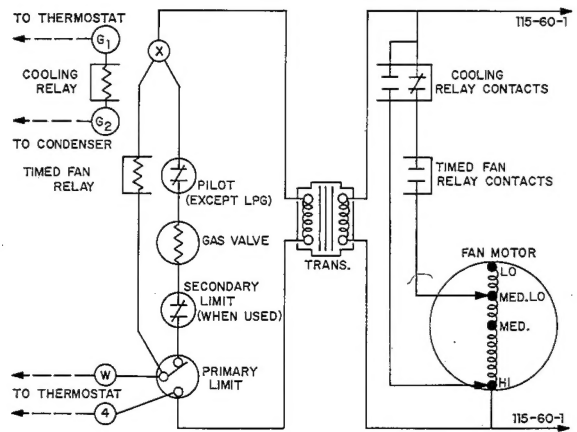 TO THERMOSTAT
G1
COOLING
RELAY
G2
TO CONDENSER
TIMED FAN
RELAY
X
PILOT
(EXCEPT LPG)
GAS VALVE
SECONDARY
LIMIT
(WHEN USED)
PRIMARY
LIMIT
W
TO THERMOSTAT
4
TRANS.
115-60-1
COOLING
RELAY CONTACTS
TIMED FAN
RELAY CONTACTS
FAN MOTOR
LO
MED.LO
MED.
HI
115-60-1